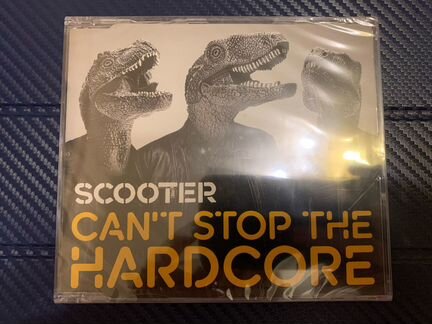 SCOOTER
CAN'T STOP THE
HARDCORE